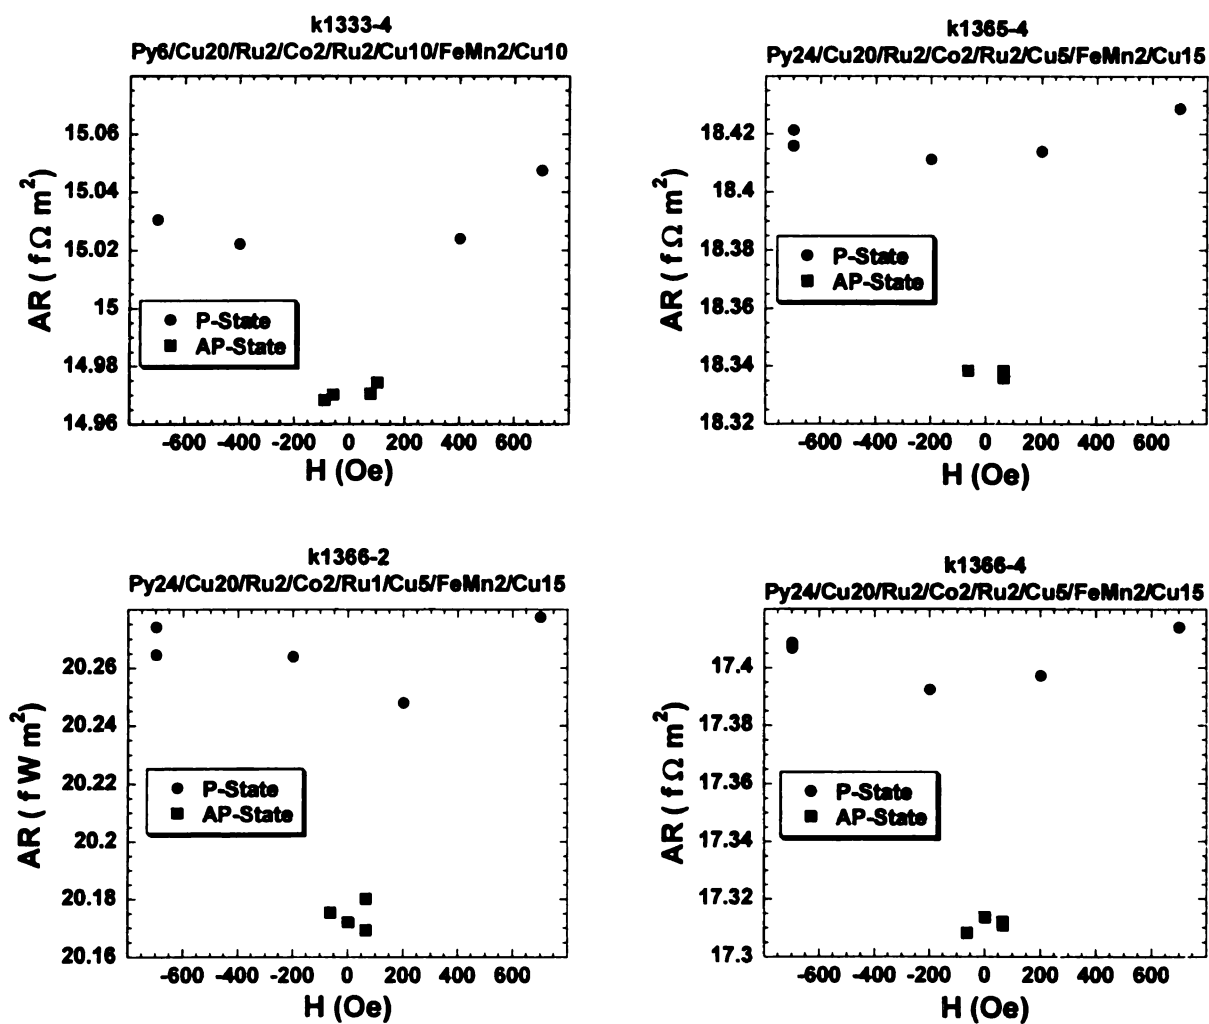 k1333-4
Py6/Cu20/Ru2/Co2/Ru2/Cu10/FeMn2/Cu10
15.06
15.04
15.02
15
14.98
14.96
AR ( f Ω m²)
P-State
AP-State
-600 -400 -200 0 200 400 600
H (Oe)
k1365-4
Py24/Cu20/Ru2/Co2/Ru2/Cu5/FeMn2/Cu15
18.42
18.4
18.38
18.36
18.34
18.32
AR ( f Ω m²)
P-State
AP-State
-600 -400 -200 0 200 400 600
H (Oe)
k1366-2
Py24/Cu20/Ru2/Co2/Ru1/Cu5/FeMn2/Cu15
20.26
20.24
20.22
20.2
20.18
20.16
AR ( f W m²)
P-State
AP-State
-600 -400 -200 0 200 400 600
H (Oe)
k1366-4
Py24/Cu20/Ru2/Co2/Ru2/Cu5/FeMn2/Cu15
17.4
17.38
17.36
17.34
17.32
17.3
AR ( f Ω m²)
P-State
AP-State
-600 -400 -200 0 200 400 600
H (Oe)